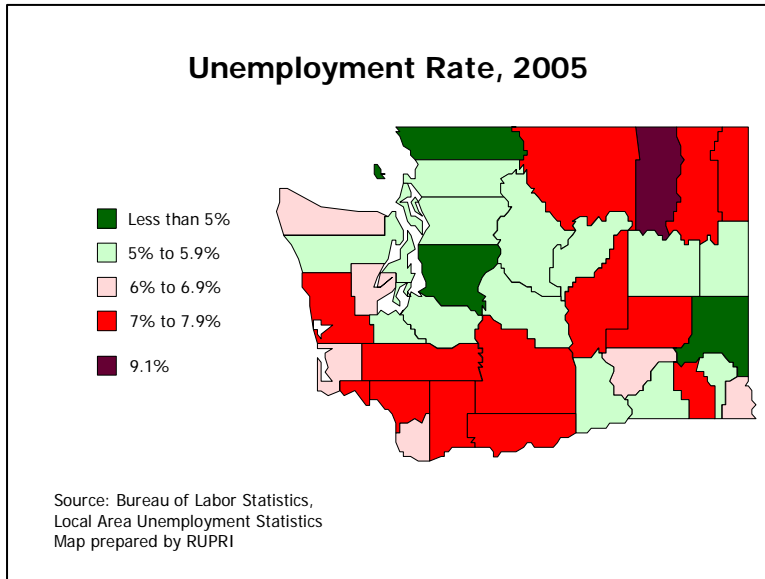 Unemployment Rate, 2005
Less than 5%
5% to 5.9%
6% to 6.9%
7% to 7.9%
9.1%
Source: Bureau of Labor Statistics,
Local Area Unemployment Statistics
Map prepared by RUPRI